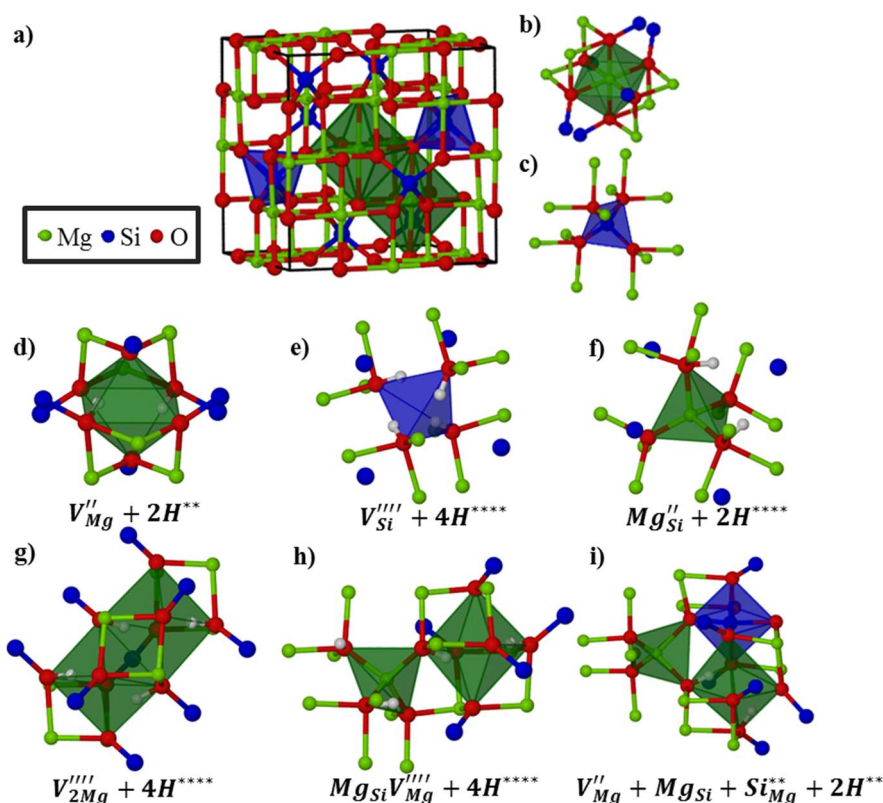 a)
b)
c)
Mg Si O
d)
e)
f)
V''Mg + 2H**
V''''Si + 4H****
Mg''Si + 2H****
g)
h)
i)
V''''2Mg + 4H****
MgSiV''''Mg + 4H****
V''Mg + MgSi + Si**Mg + 2H**